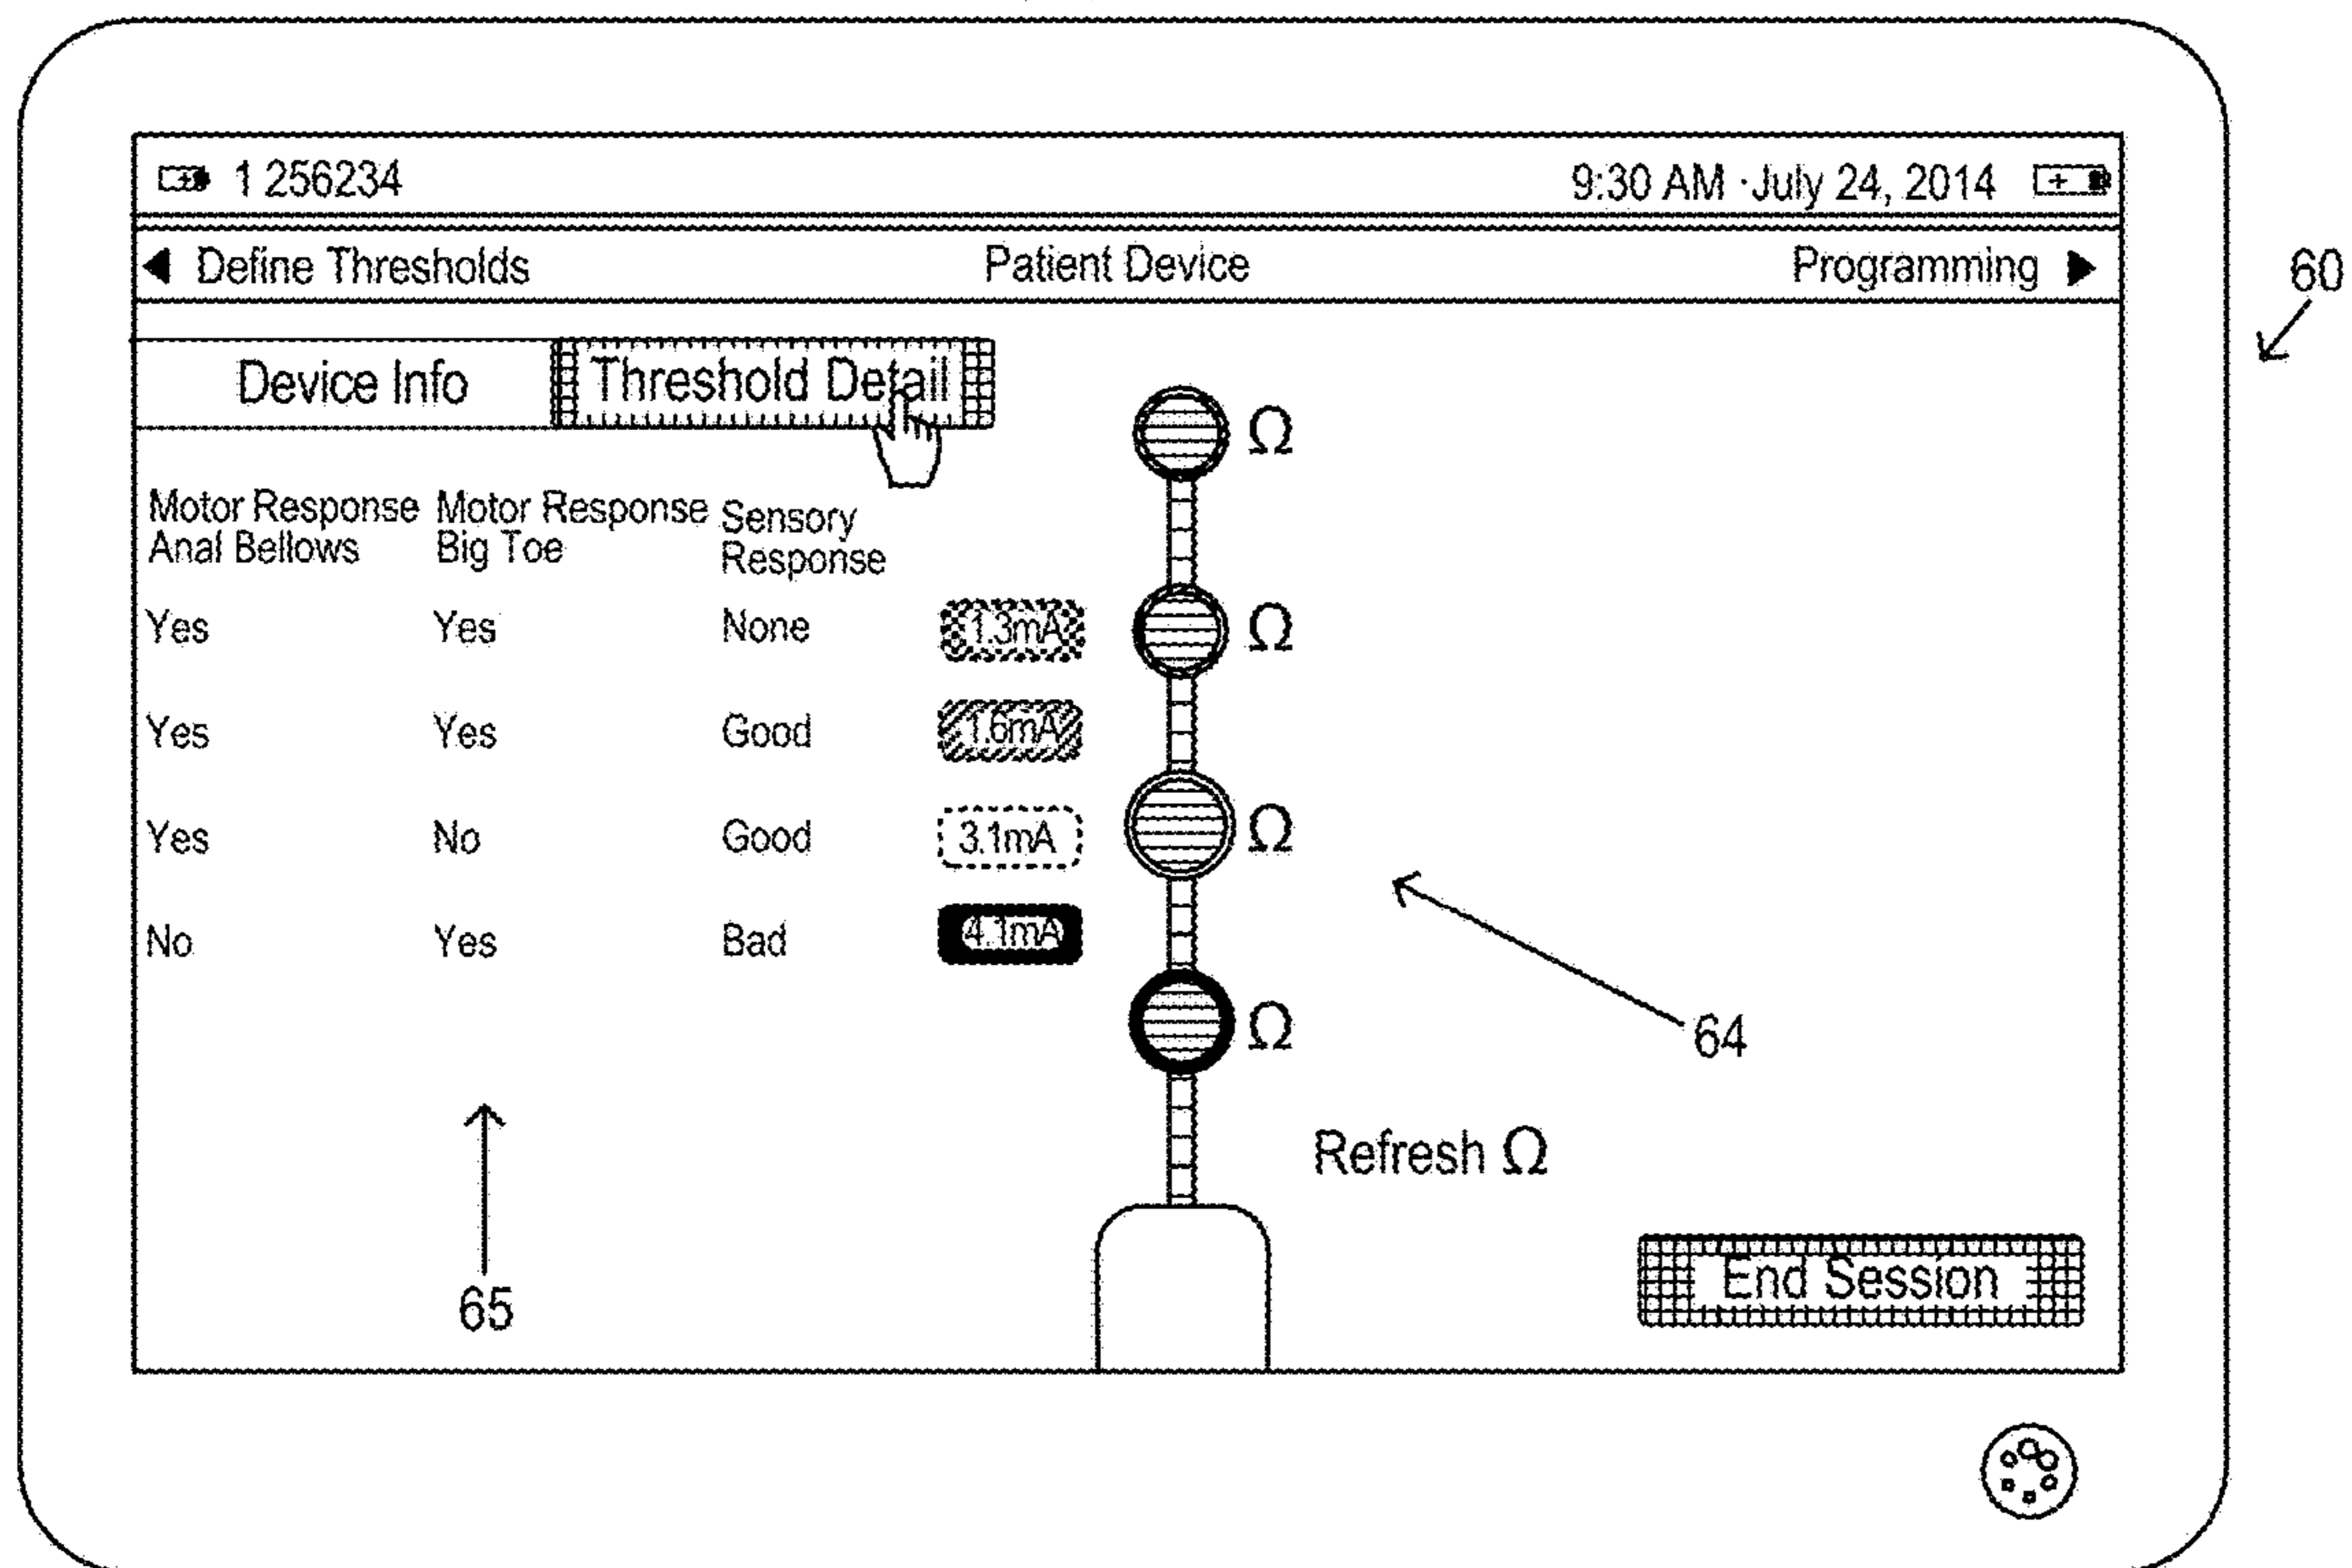 1 256234
9:30 AM ·July 24, 2014
Define Thresholds
Patient Device
Programming
60
Device Info
Threshold Detail
Ω
Motor Response
Anal Bellows
Motor Response
Big Toe
Sensory
Response
Yes Yes None 1.3mA Ω
Yes Yes Good 1.6mA
Yes No Good 3.1mA Ω
No Yes Bad 4.1mA
Ω
64
Refresh Ω
65
End Session